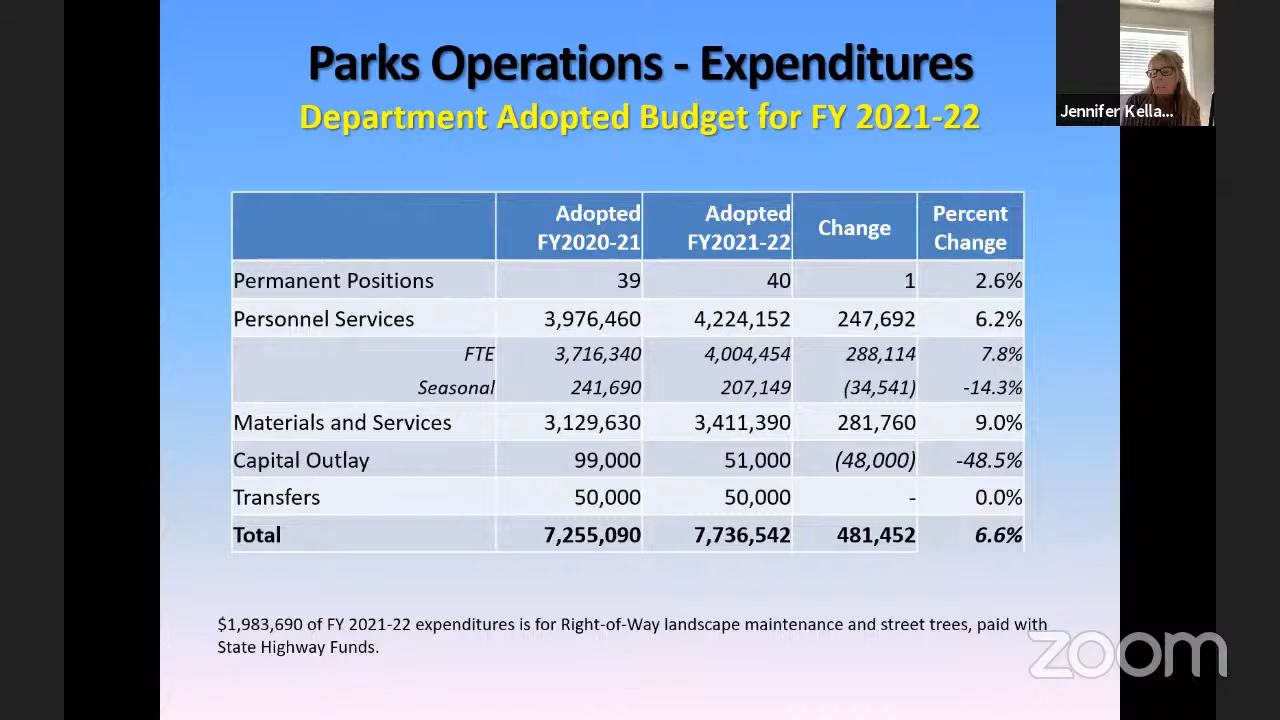 Parks Operations - Expenditures
Department Adopted Budget for FY 2021-22
Jennifer Kella...
Adopted FY2020-21 Adopted FY2021-22 Change Percent Change
Permanent Positions 39 40 1 2.6%
Personnel Services 3,976,460 4,224,152 247,692 6.2%
FTE 3,716,340 4,004,454 288,114 7.8%
Seasonal 241,690 207,149 (34,541) -14.3%
Materials and Services 3,129,630 3,411,390 281,760 9.0%
Capital Outlay 99,000 51,000 (48,000) -48.5%
Transfers 50,000 50,000 - 0.0%
Total 7,255,090 7,736,542 481,452 6.6%
$1,983,690 of FY 2021-22 expenditures is for Right-of-Way landscape maintenance and street trees, paid with
State Highway Funds.
zoom